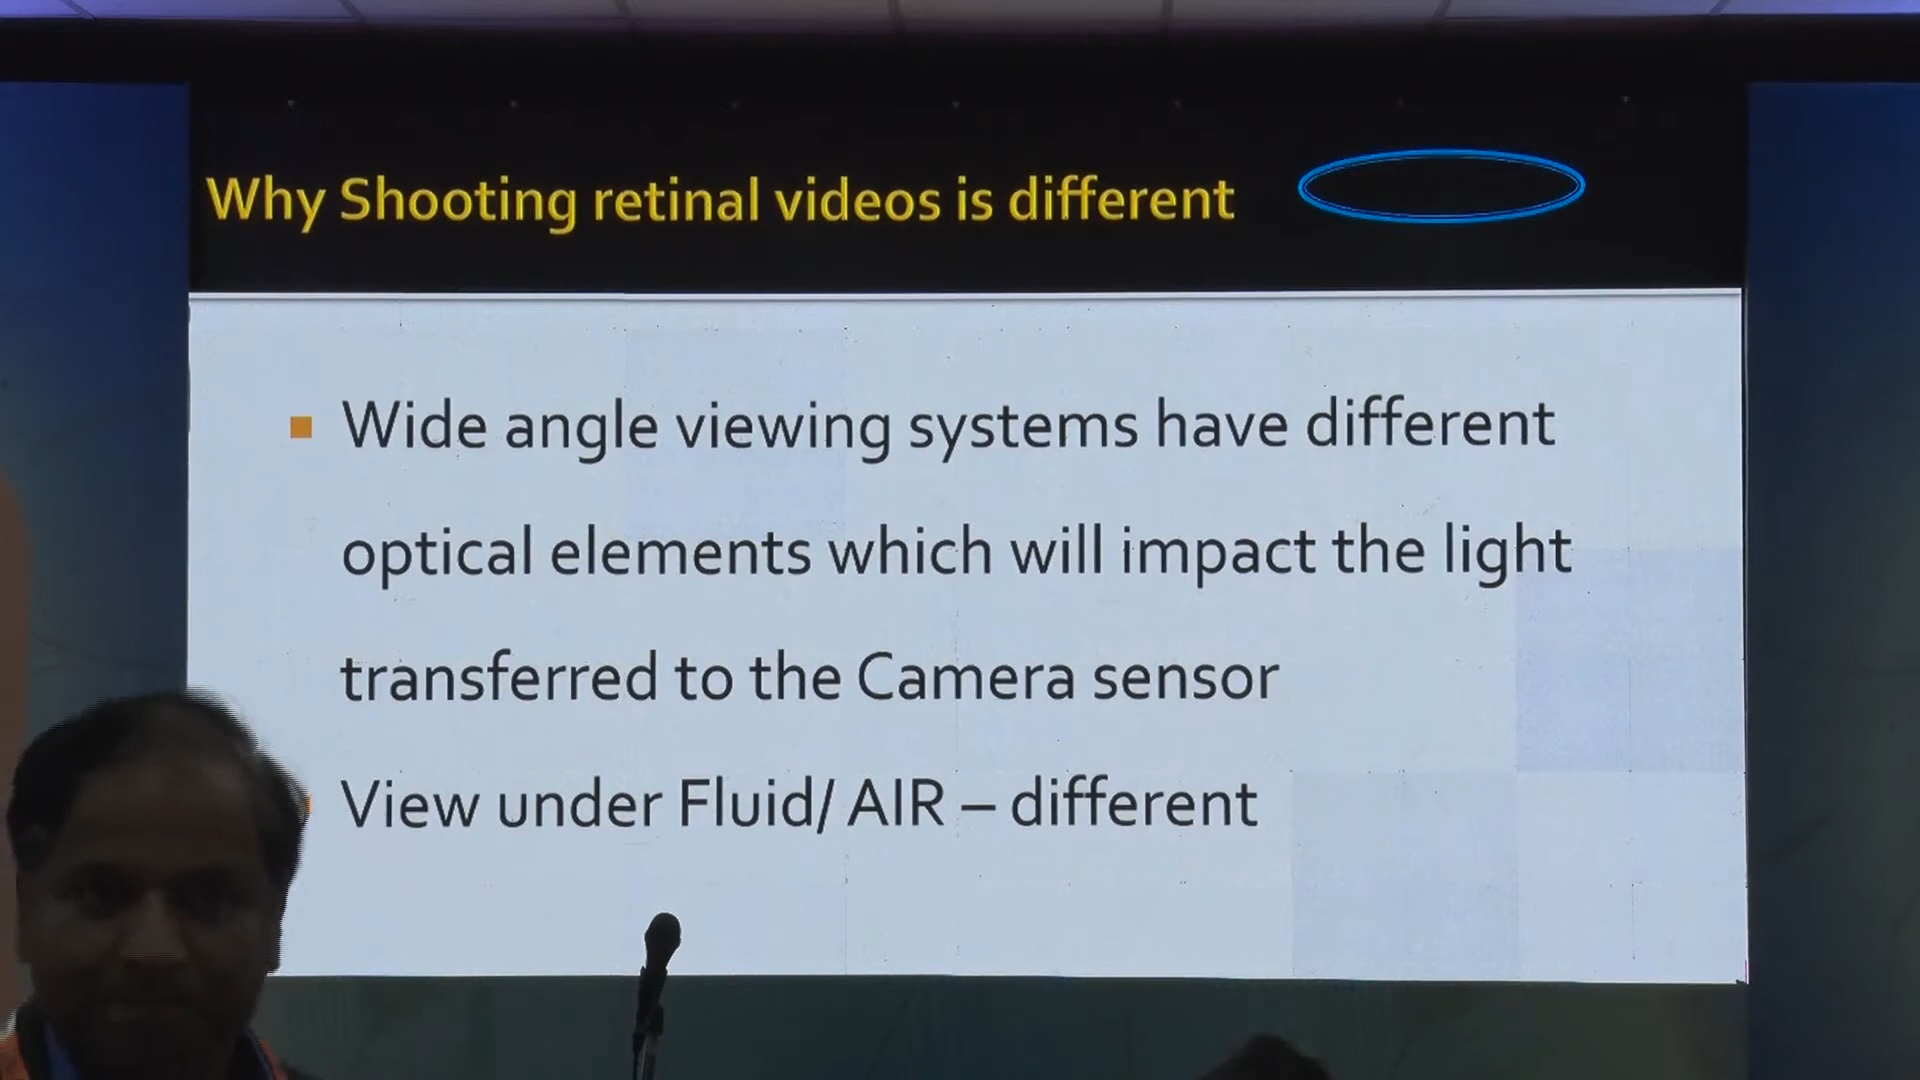 Why Shooting retinal videos is different
Wide angle viewing systems have different
optical elements which will impact the light
transferred to the Camera sensor
View under Fluid/ AIR – different